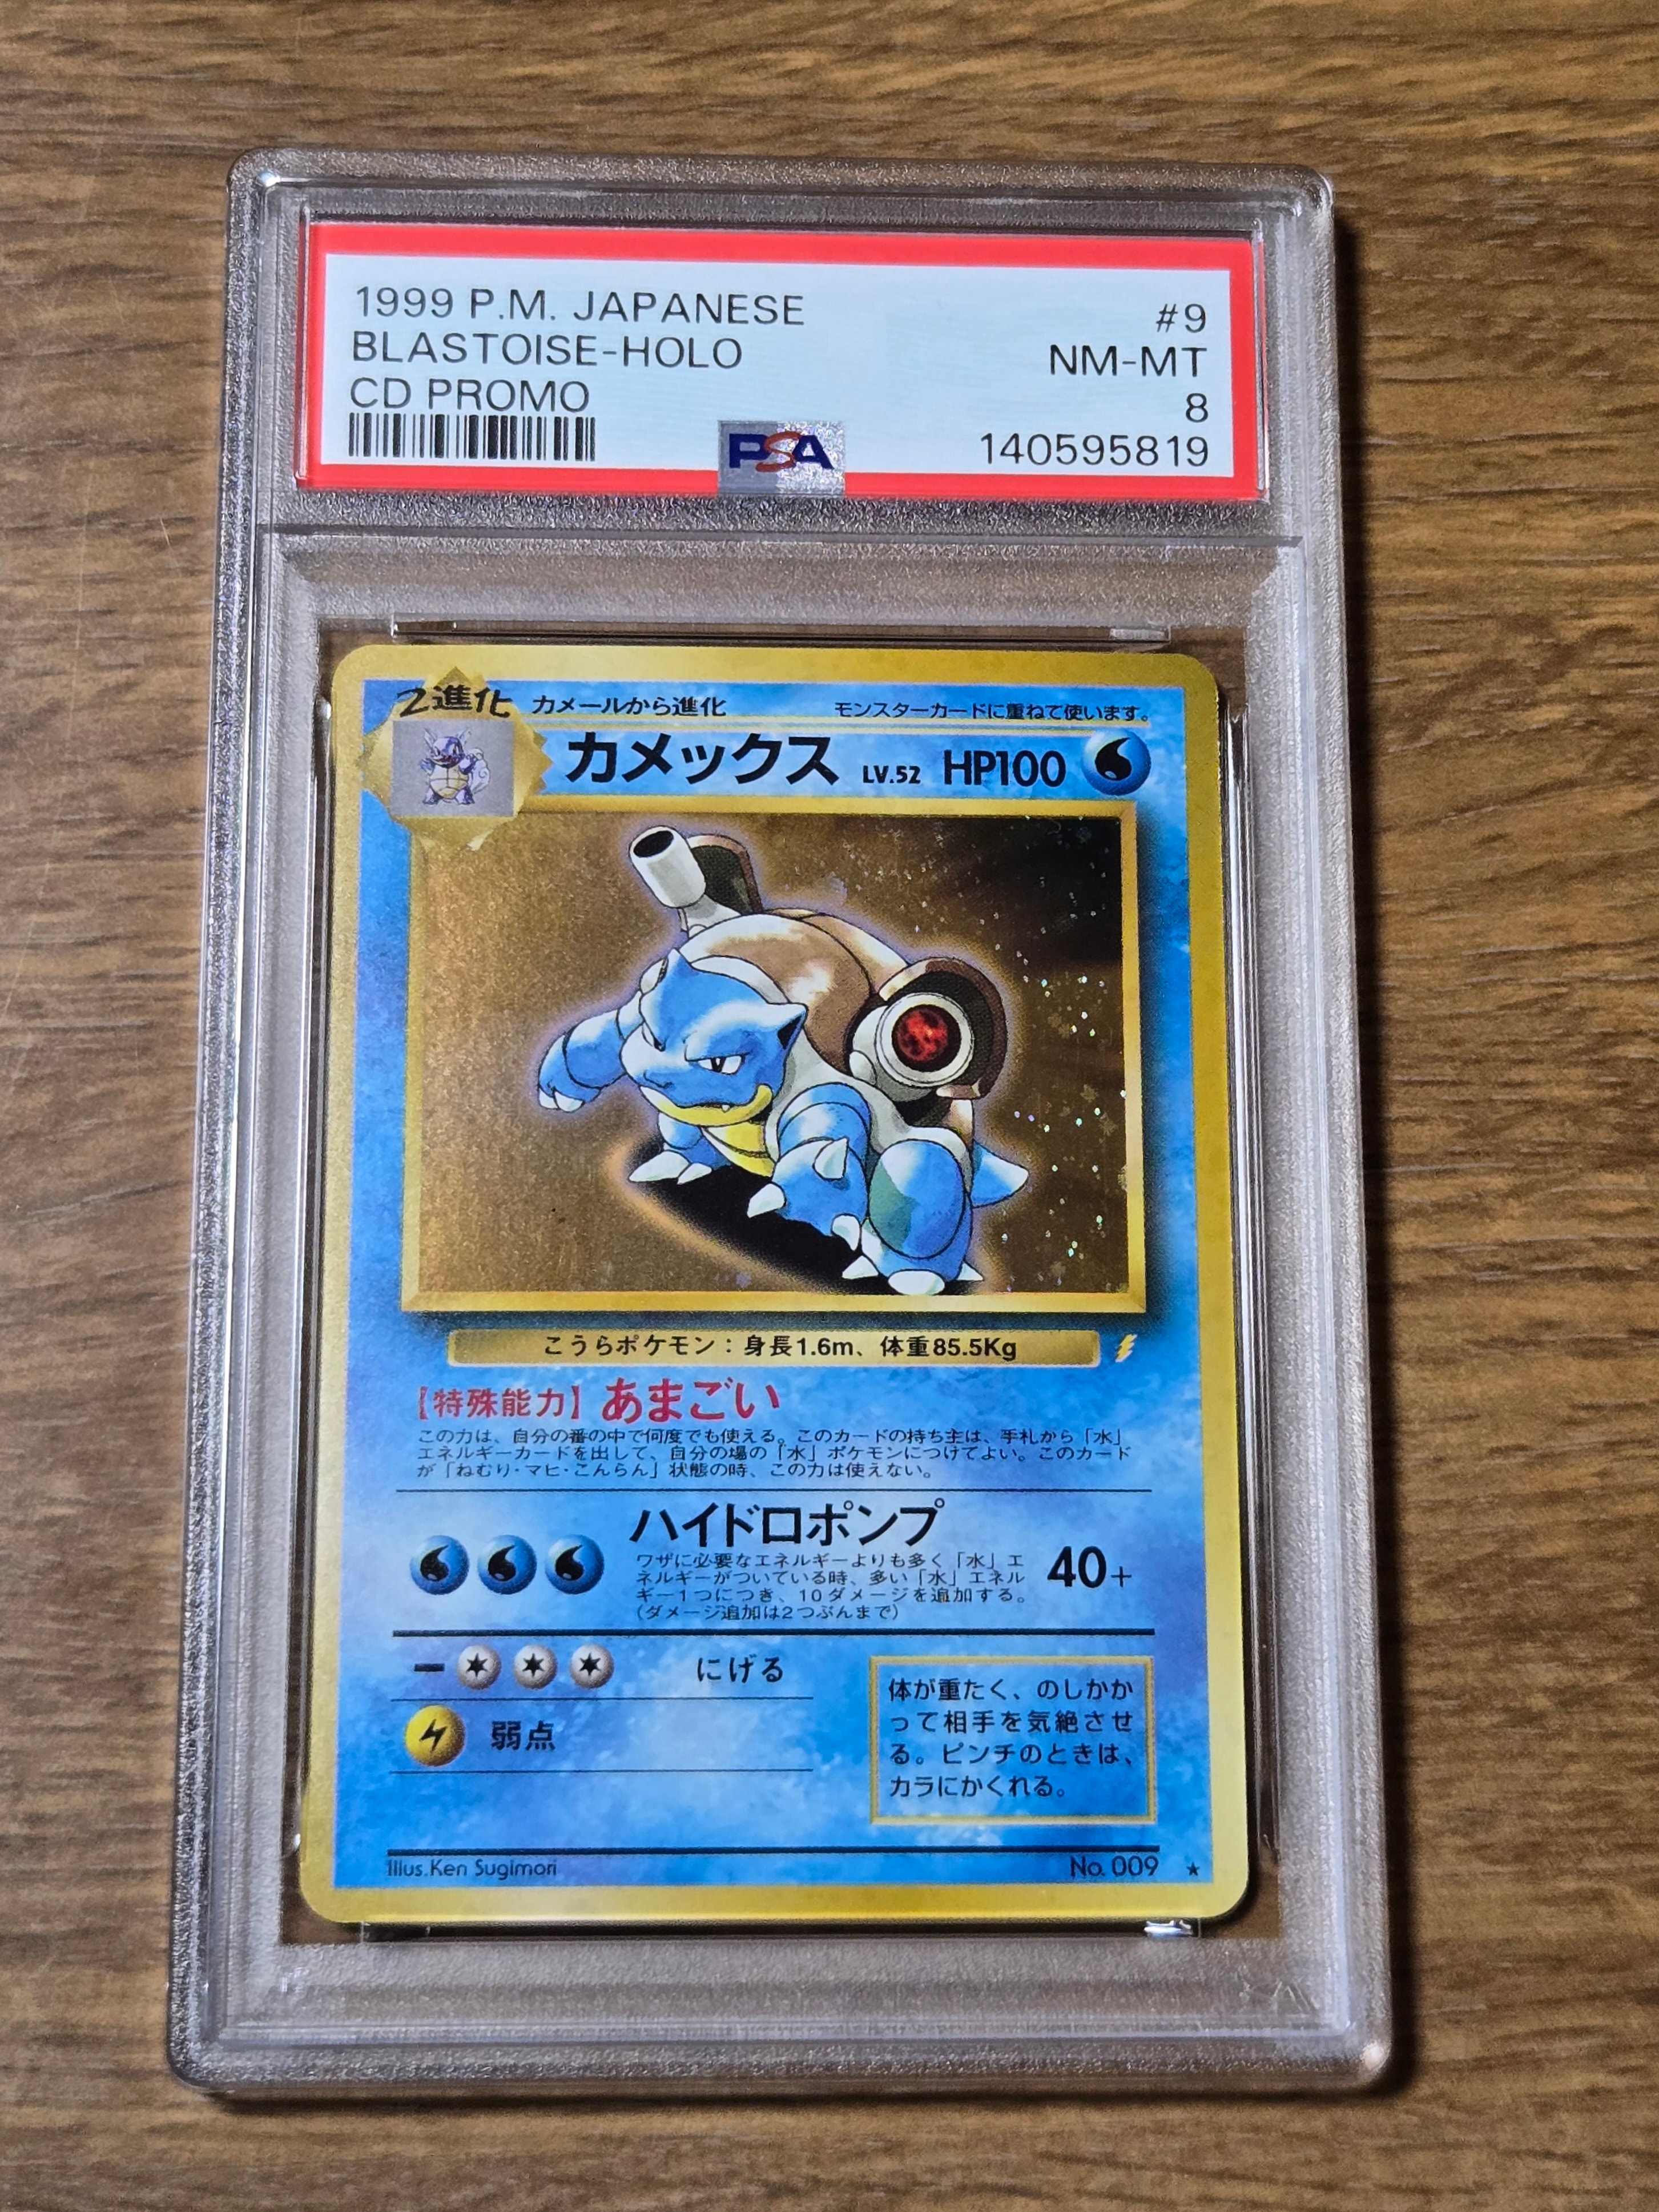 1999 P.M. JAPANESE #9
BLASTOISE-HOLO NM-MT
CD PROMO 8
PSA 140595819
2進化 カメールから進化 モンスターカードに重ねて使います。
カメックス LV.52 HP100
こうらポケモン：身長1.6m、体重85.5Kg
【特殊能力】あまごい
この力は、自分の番の中で何度でも使える。このカードの持ち主は、手札から「水」
エネルギーカードを出して、自分の場の「水」ポケモンにつけてよい。このカード
が「ねむり・マヒ・こんらん」状態の時、この力は使えない。
ハイドロポンプ
ワザに必要なエネルギーよりも多く「水」エ
ネルギーがついている時、多い「水」エネル
ギー1つにつき、10ダメージを追加する。
（ダメージ追加は2つぶんまで）
40+
にげる
弱点
体が重たく、のしかか
って相手を気絶させ
る。ピンチのときは、
カラにかくれる。
Illus.Ken Sugimori No.009 ★